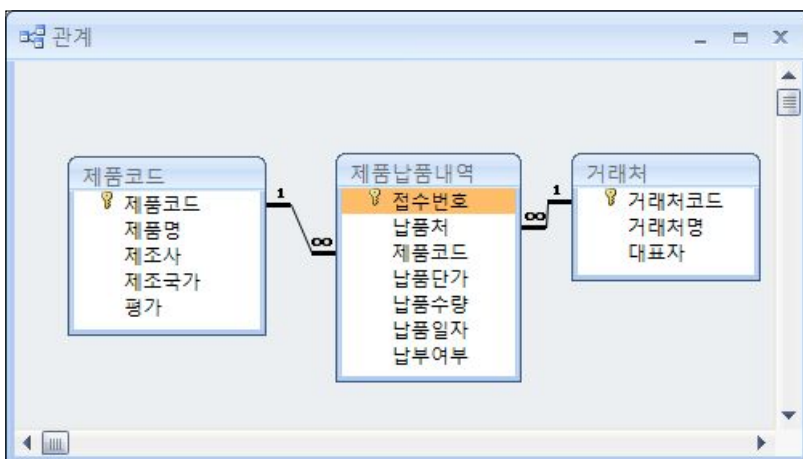 관계
제품코드
제품코드
제품명
제조사
제조국가
평가
1
∞
제품납품내역
접수번호
납품처
제품코드
납품단가
납품수량
납품일자
납부여부
∞
1
거래처
거래처코드
거래처명
대표자